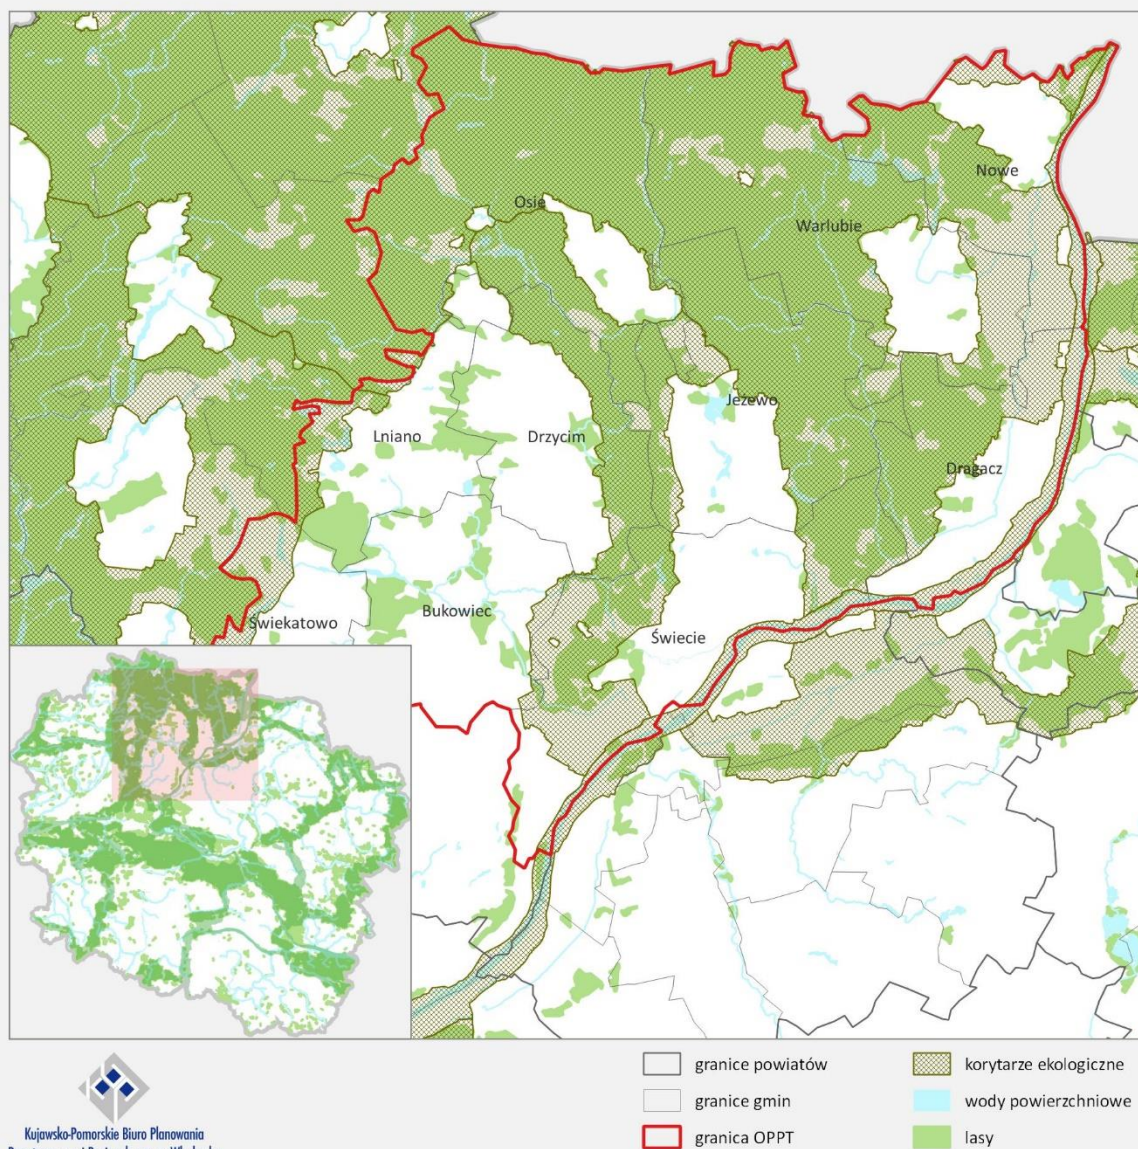 Nowe
Osie
Warlubie
Jeżewo
Lniano
Drzycim
Dragacz
Bukowiec
Świekatowo
Świecie
granice powiatów
korytarze ekologiczne
granice gmin
wody powierzchniowe
granica OPPT
lasy
Kujawsko-Pomorskie Biuro Planowania